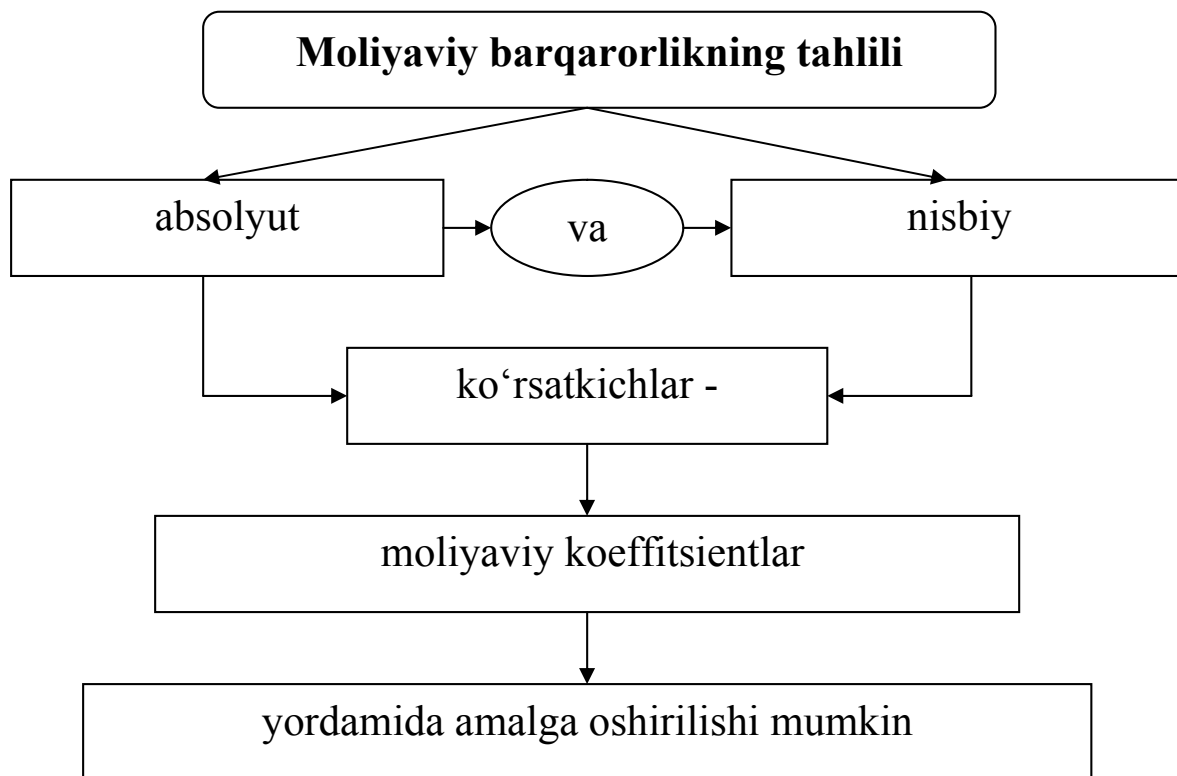 Moliyaviy barqarorlikning tahlili
absolyut
va
nisbiy
ko‘rsatkichlar -
moliyaviy koeffitsientlar
yordamida amalga oshirilishi mumkin